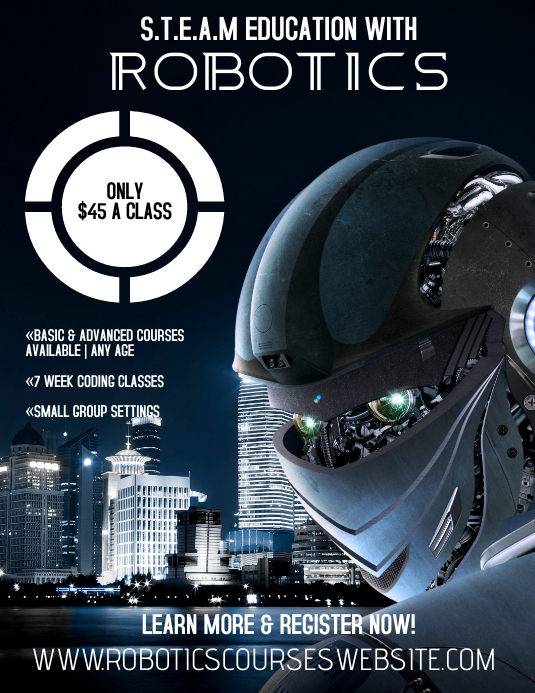 S.T.E.A.M EDUCATION WITH
ROBOTICS
ONLY
$45 A CLASS
«BASIC & ADVANCED COURSES
AVAILABLE | ANY AGE
«7 WEEK CODING CLASSES
«SMALL GROUP SETTINGS
LEARN MORE & REGISTER NOW!
WWW.ROBOTICSCOURSESWEBSITE.COM